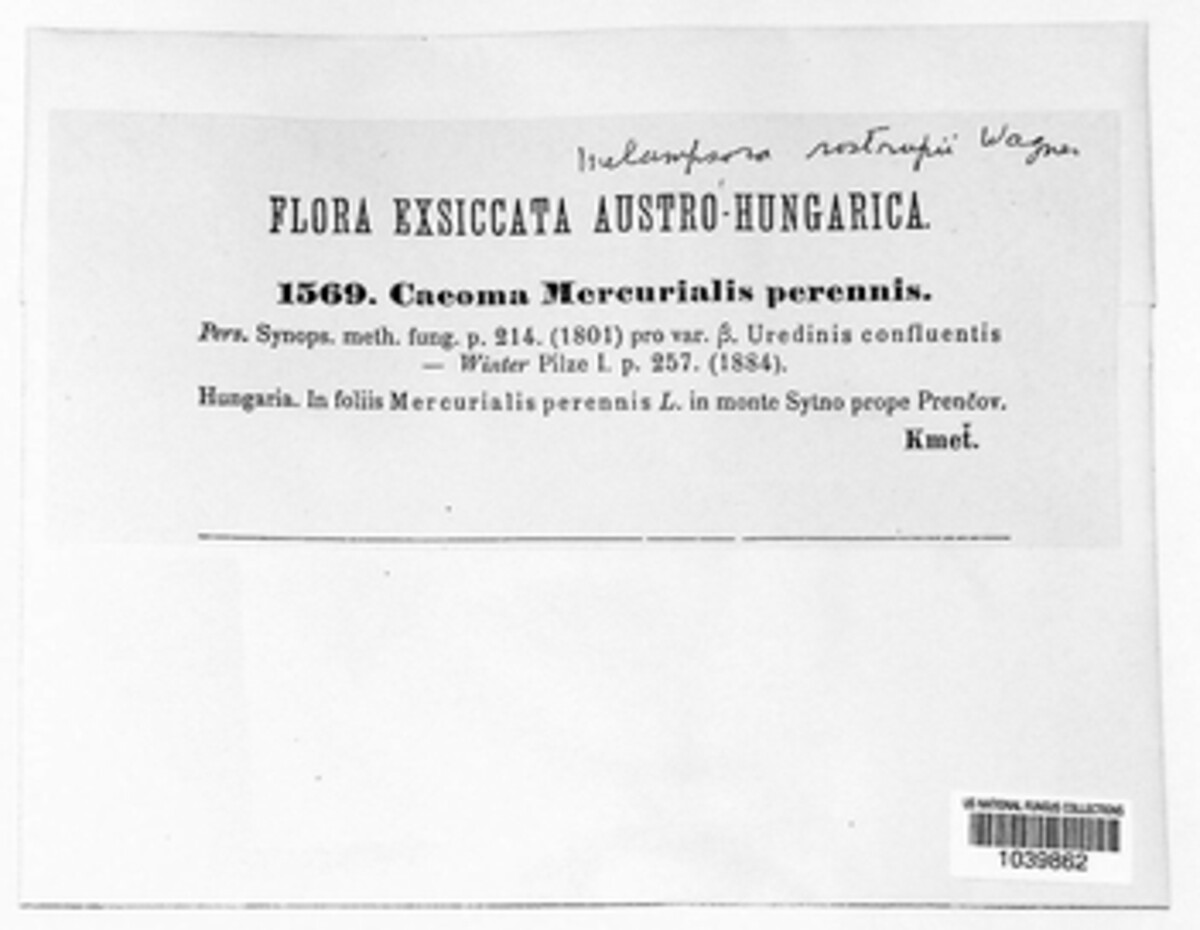 Melampsora rostrupii Wagner
FLORA EXSICCATA AUSTRO-HUNGARICA.
1569. Caeoma Mercurialis perennis.
Pers. Synops. meth. fung. p. 214. (1801) pro var. β. Uredinis confluentis
— Winter Pilze I. p. 257. (1884).
Hungaria. In foliis Mercurialis perennis L. in monte Sytno prope Prenčov.
Kmeť.
US NATIONAL FUNGUS COLLECTIONS
1039862